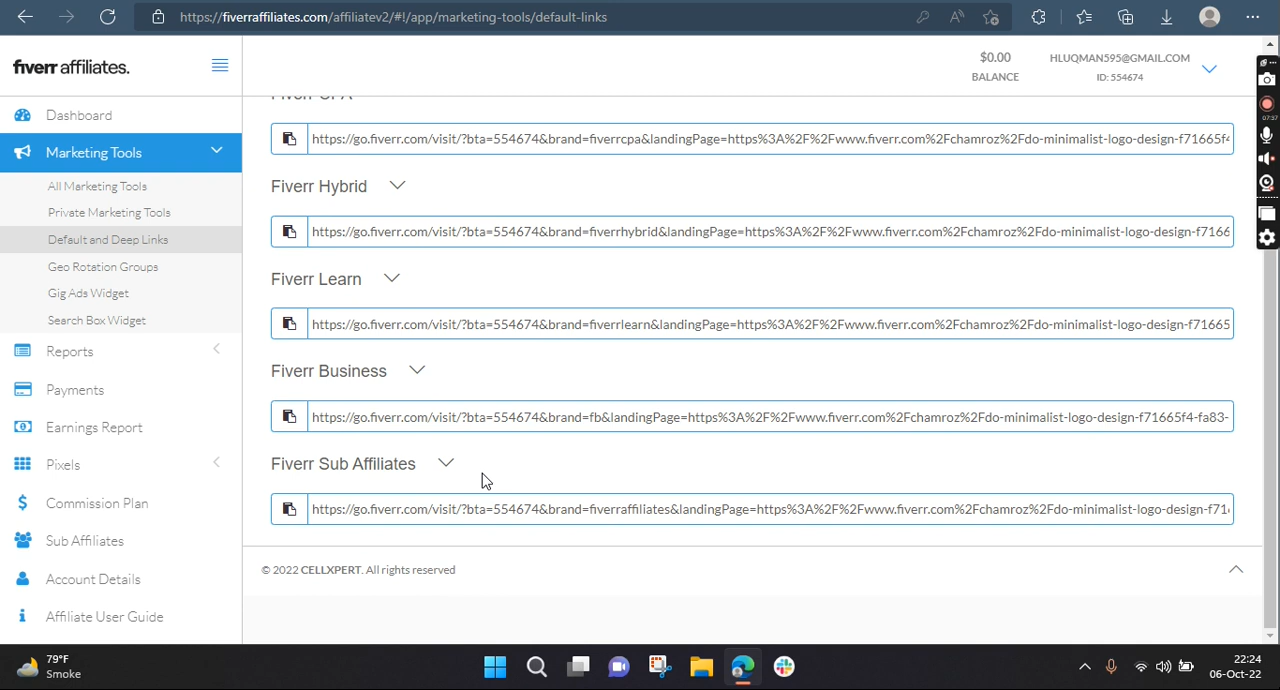 https://fiverraffiliates.com/affiliatev2/#!/app/marketing-tools/default-links
fiverr affiliates.
$0.00
BALANCE
HLUQMAN595@GMAIL.COM
ID: 554674
Dashboard
Marketing Tools
All Marketing Tools
Private Marketing Tools
Default and Deep Links
Geo Rotation Groups
Gig Ads Widget
Search Box Widget
Reports
Payments
Earnings Report
Pixels
Commission Plan
Sub Affiliates
Account Details
Affiliate User Guide
Fiverr CPA
https://go.fiverr.com/visit/?bta=554674&brand=fiverrcpa&landingPage=https%3A%2F%2Fwww.fiverr.com%2Fchamroz%2Fdo-minimalist-logo-design-f71665f4
Fiverr Hybrid
https://go.fiverr.com/visit/?bta=554674&brand=fiverrhybrid&landingPage=https%3A%2F%2Fwww.fiverr.com%2Fchamroz%2Fdo-minimalist-logo-design-f7166
Fiverr Learn
https://go.fiverr.com/visit/?bta=554674&brand=fiverrlearn&landingPage=https%3A%2F%2Fwww.fiverr.com%2Fchamroz%2Fdo-minimalist-logo-design-f71665
Fiverr Business
https://go.fiverr.com/visit/?bta=554674&brand=fb&landingPage=https%3A%2F%2Fwww.fiverr.com%2Fchamroz%2Fdo-minimalist-logo-design-f71665f4-fa83-
Fiverr Sub Affiliates
https://go.fiverr.com/visit/?bta=554674&brand=fiverraffiliates&landingPage=https%3A%2F%2Fwww.fiverr.com%2Fchamroz%2Fdo-minimalist-logo-design-f71
© 2022 CELLXPERT. All rights reserved
07:37
79°F
Smoke
22:24
06-Oct-22